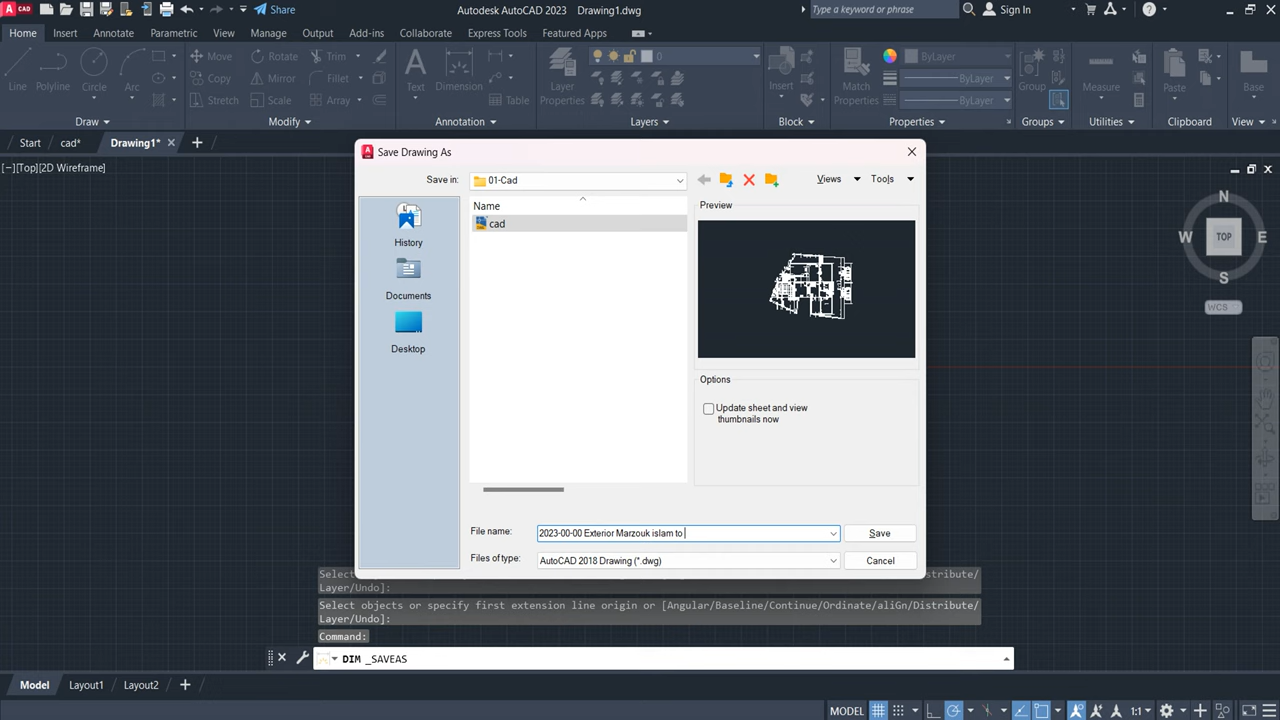 CAD
Share
Autodesk AutoCAD 2023 Drawing1.dwg
Type a keyword or phrase
Sign In
Home Insert Annotate Parametric View Manage Output Add-ins Collaborate Express Tools Featured Apps
Line Polyline Circle Arc
Move Rotate Trim
Copy Mirror Fillet
Stretch Scale Array
Text Dimension Table
Layer Properties
0
Insert
Match Properties
ByLayer
ByLayer
ByLayer
Group
Measure
Paste
Base
Draw Modify Annotation Layers Block Properties Groups Utilities Clipboard View
Start cad* Drawing1*
[−][Top][2D Wireframe]
Save Drawing As
Save in: 01-Cad
Views Tools
Name
cad
Preview
History
Documents
Desktop
Options
Update sheet and view thumbnails now
File name: 2023-00-00 Exterior Marzouk islam to
Save
Files of type: AutoCAD 2018 Drawing (*.dwg)
Cancel
N
W TOP E
S
WCS
Layer/Undo]:
Select objects or specify first extension line origin or [Angular/Baseline/Continue/Ordinate/aliGn/Distribute/
Layer/Undo]:
Command:
DIM _SAVEAS
Model Layout1 Layout2
MODEL 1:1